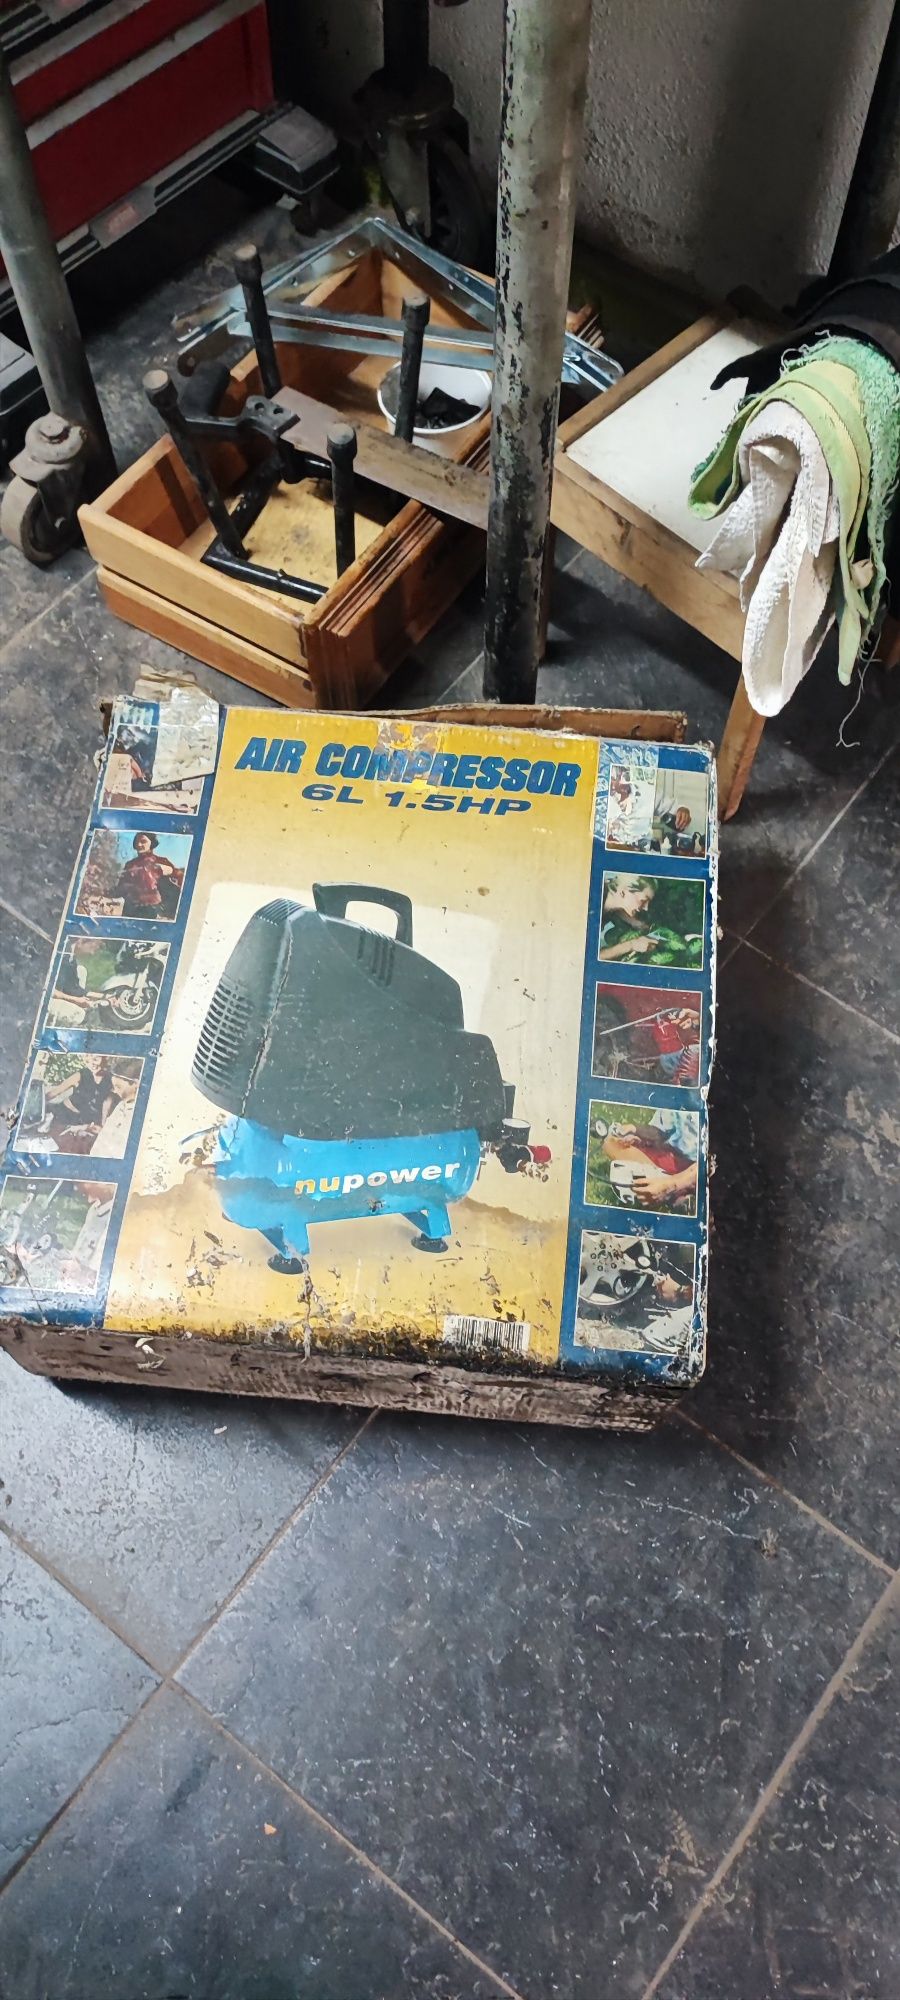 AIR COMPRESSOR
6L 1.5HP
nupower